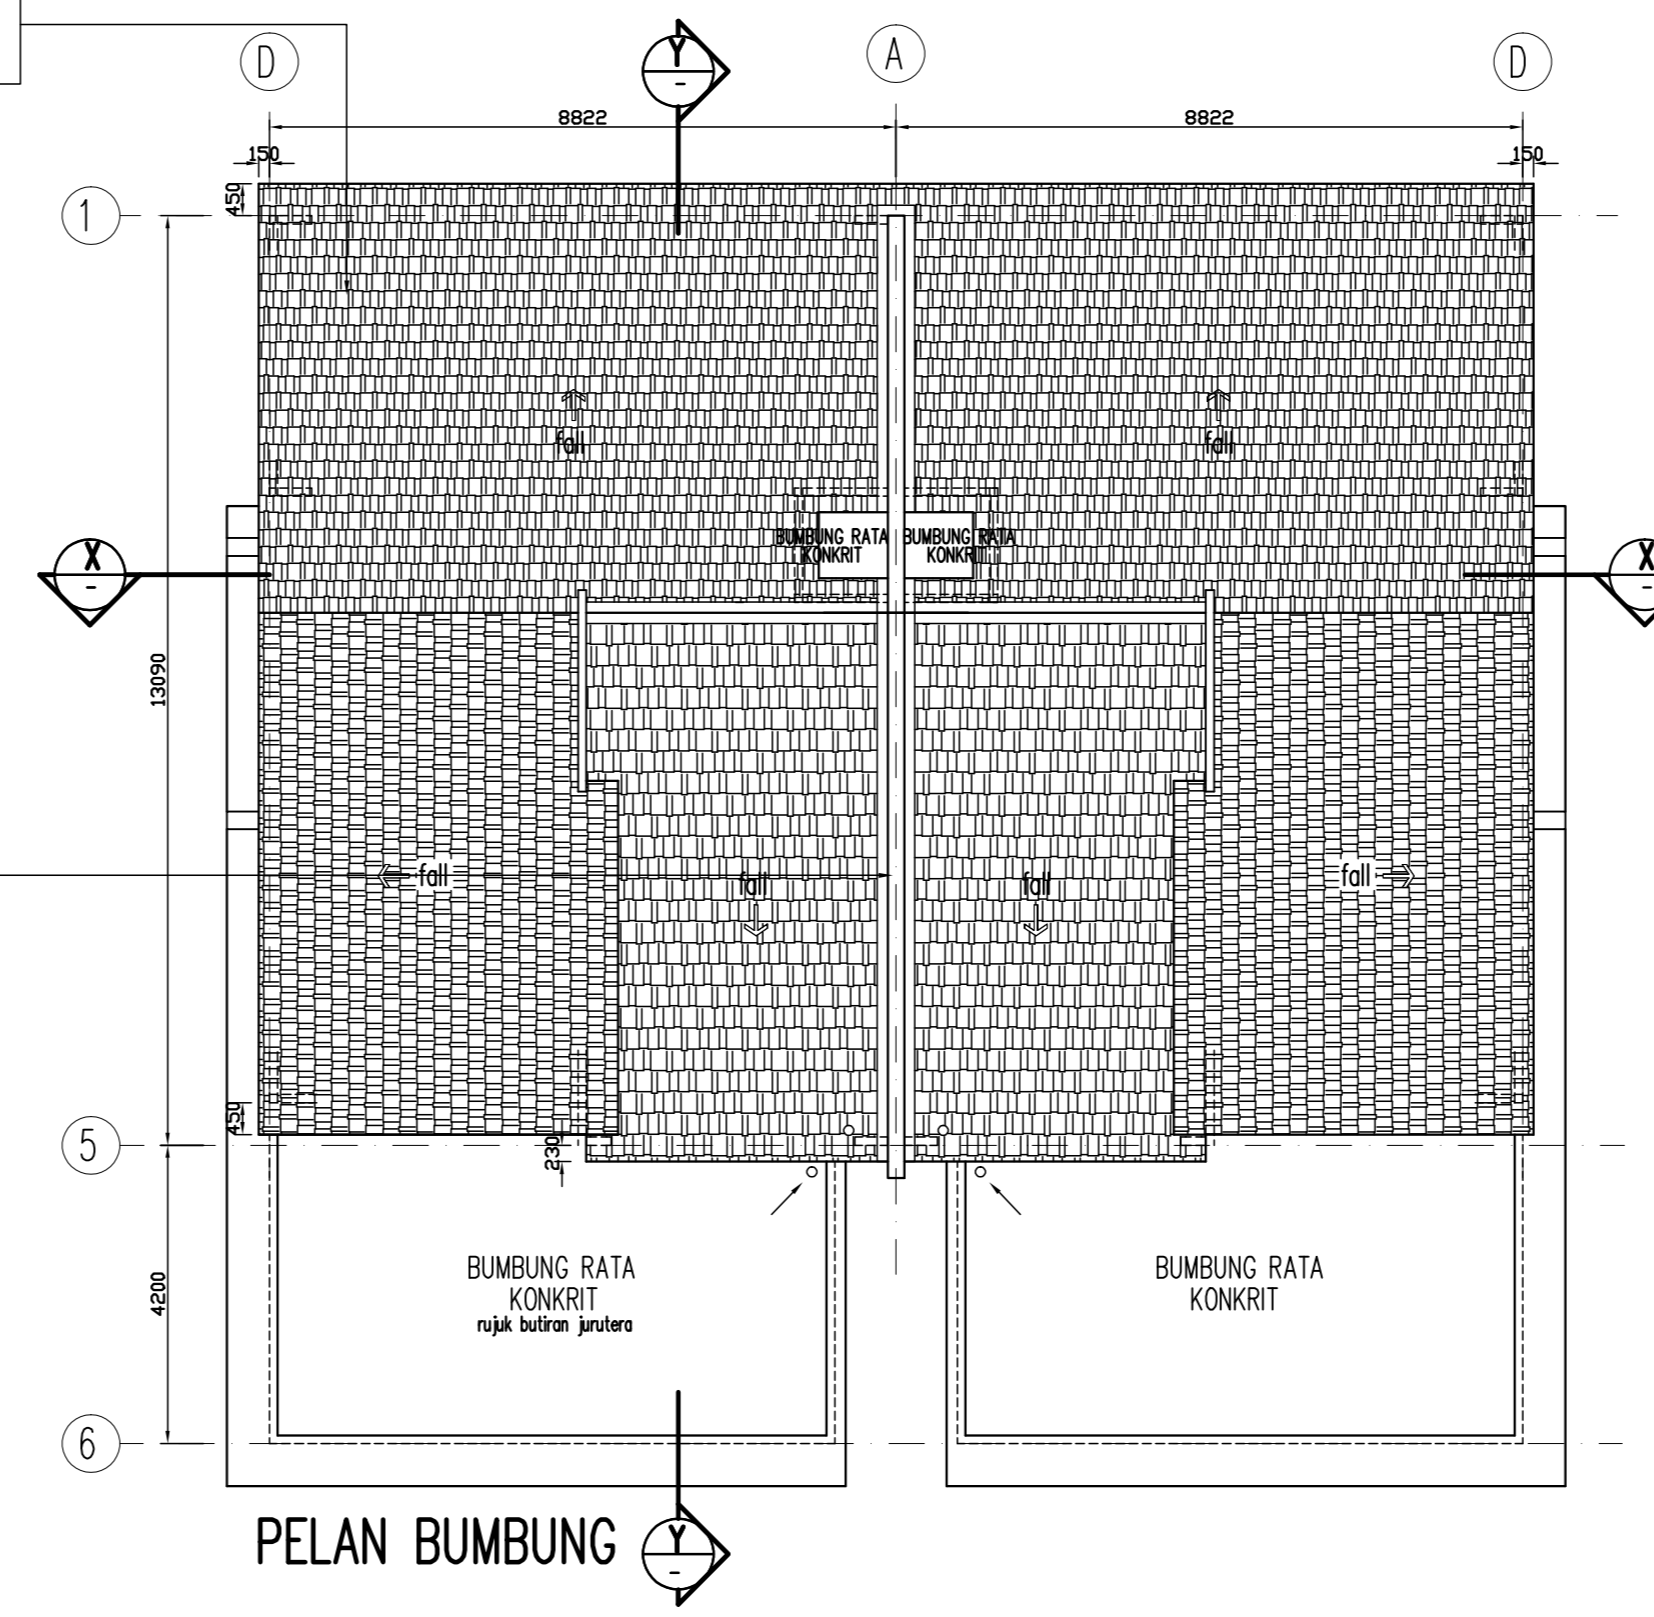 D
Y
-
A
D
8822
8822
150
150
450
1
fall
fall
BUMBUNG RATA
KONKRIT
BUMBUNG RATA
KONKRIT
X
-
X
-
13090
fall
fall
fall
fall
450
5
230
BUMBUNG RATA
KONKRIT
rujuk butiran jurutera
BUMBUNG RATA
KONKRIT
4200
6
PELAN BUMBUNG
Y
-